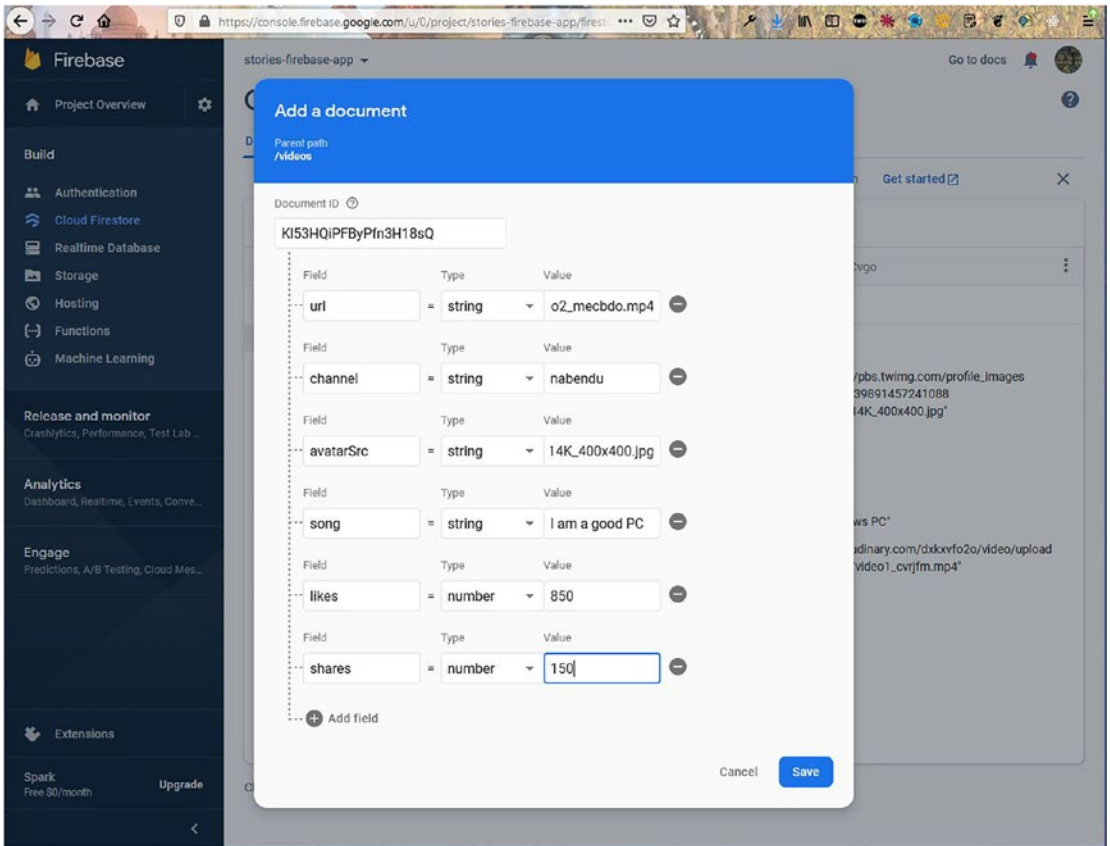 https://console.firebase.google.com/u/0/project/stories-firebase-app/firest
Firebase
stories-firebase-app
Go to docs
Project Overview
Build
Authentication
Cloud Firestore
Realtime Database
Storage
Hosting
Functions
Machine Learning
Release and monitor
Crashlytics, Performance, Test Lab ...
Analytics
Dashboard, Realtime, Events, Conve...
Engage
Predictions, A/B Testing, Cloud Mes...
Extensions
Spark
Free $0/month
Upgrade
Add a document
Parent path
/videos
Get started
Document ID
KI53HQiPFByPfn3H18sQ
Field Type Value
url = string o2_mecbdo.mp4
Field Type Value
channel = string nabendu
Field Type Value
avatarSrc = string 14K_400x400.jpg
Field Type Value
song = string I am a good PC
Field Type Value
likes = number 850
Field Type Value
shares = number 150
Add field
Cancel Save
/pbs.twimg.com/profile_images
39891457241088
14K_400x400.jpg"
ws PC"
udinary.com/dxkxvfo2o/video/upload
/video1_cvrjfm.mp4"